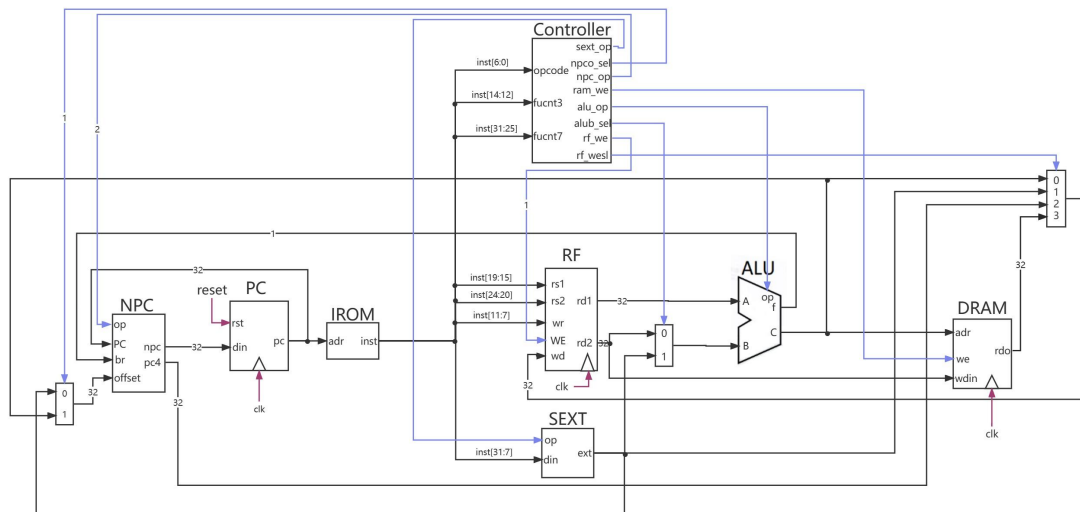 Controller
sext_op
npco_sel
npc_op
ram_we
alu_op
alub_sel
rf_we
rf_wesl
opcode
fucnt3
fucnt7
inst[6:0]
inst[14:12]
inst[31:25]
1
2
0
1
2
3
1
1
32
32
reset
PC
rst
din
pc
clk
NPC
op
PC
br
offset
npc
pc4
32
32
32
0
1
IROM
adr
inst
inst[19:15]
inst[24:20]
inst[11:7]
inst[31:7]
RF
rs1
rs2
wr
WE
wd
rd1
rd2
clk
32
32
32
0
1
ALU
A
B
op
f
C
DRAM
adr
we
wdin
rdo
clk
SEXT
op
din
ext